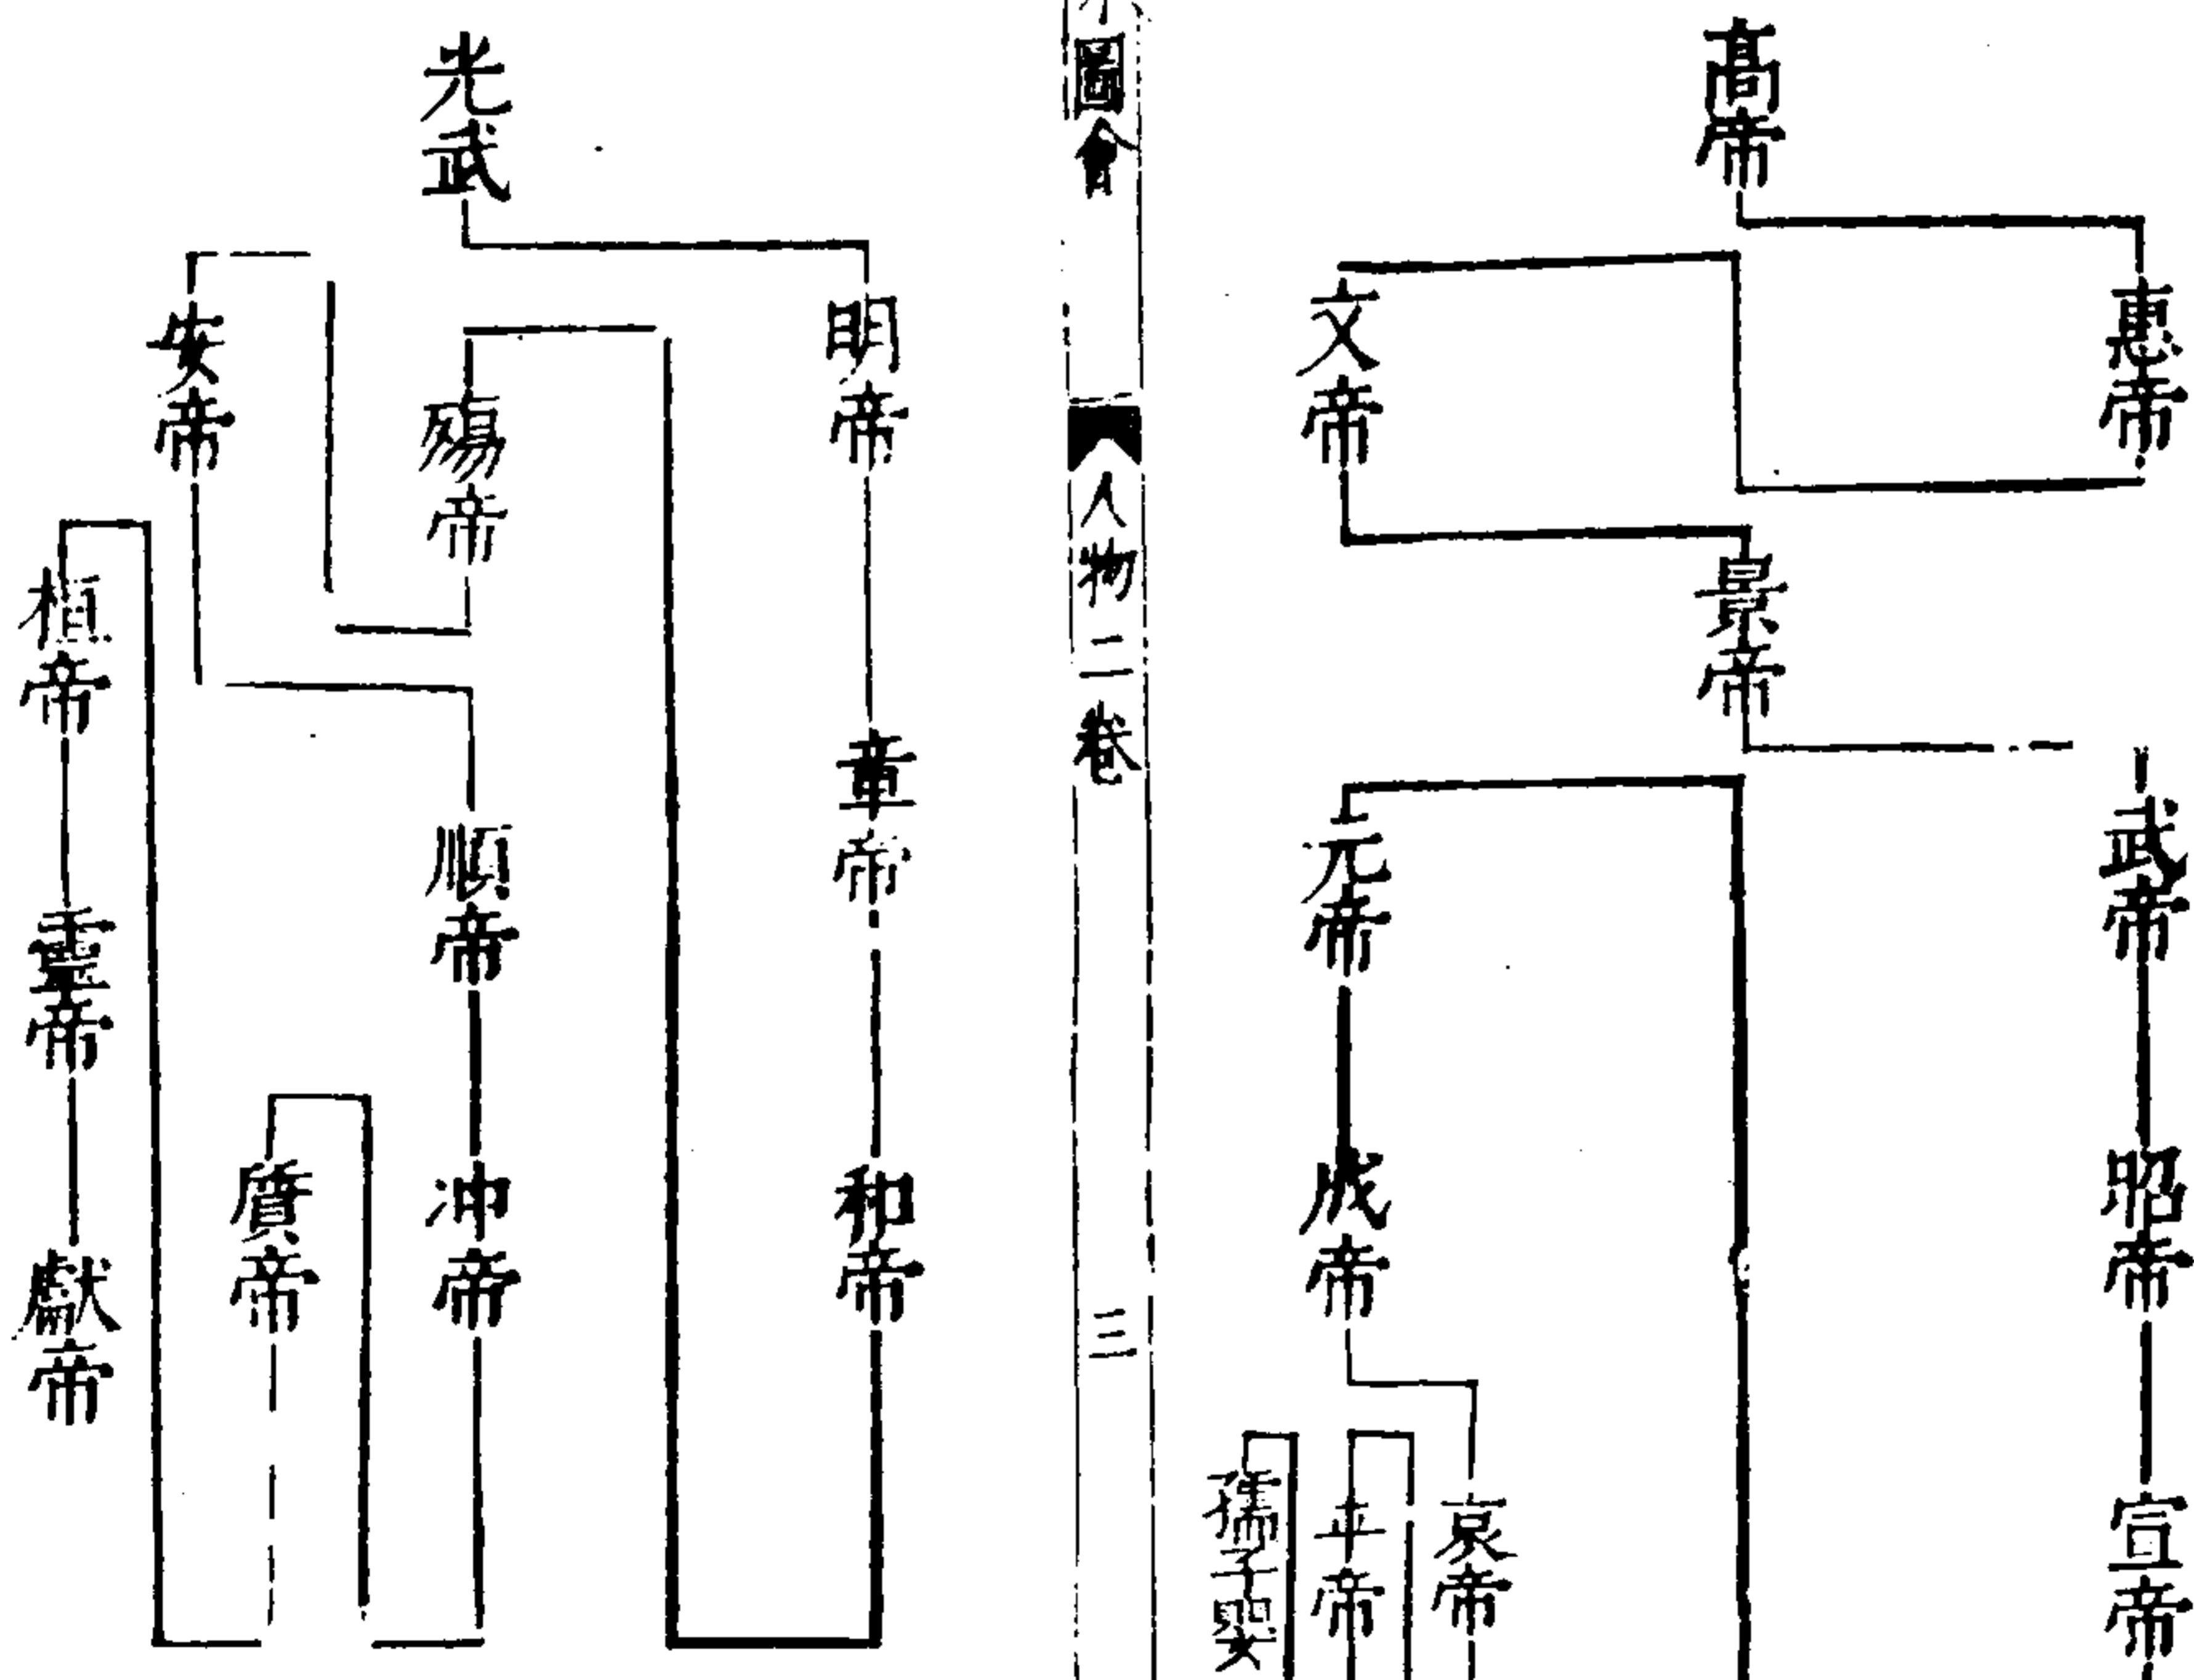 高帝
惠帝
文帝
景帝
武帝
昭帝
宣帝
元帝
成帝
哀帝
平帝
孺子嬰
圖會
人物二卷
三
光武
明帝
章帝
和帝
殤帝
安帝
順帝
冲帝
質帝
桓帝
靈帝
獻帝